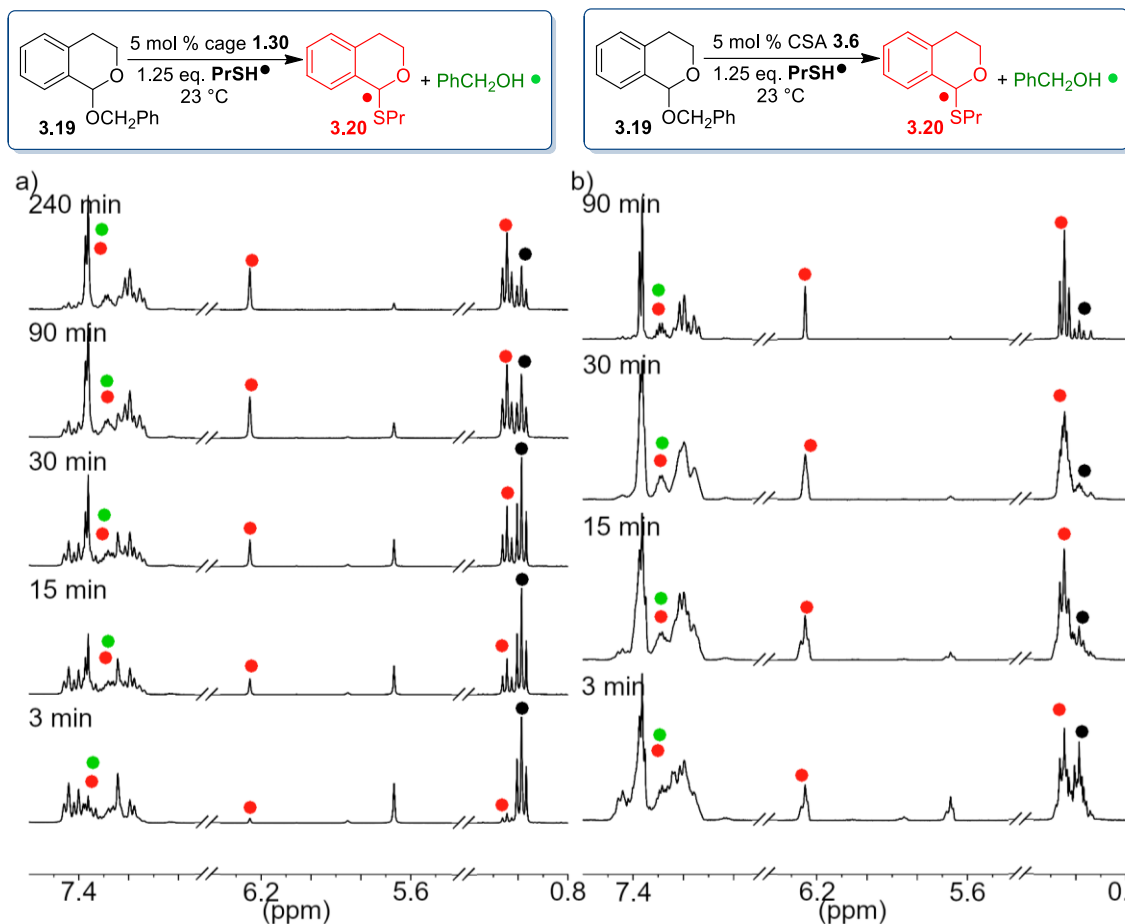 5 mol % cage 1.30
1.25 eq. PrSH
23 °C
O
OCH2Ph
3.19
O
SPr
3.20
+ PhCH2OH
5 mol % CSA 3.6
1.25 eq. PrSH
23 °C
O
OCH2Ph
3.19
O
SPr
3.20
+ PhCH2OH
a)
240 min
90 min
30 min
15 min
3 min
7.4 6.2 5.6 0.8
(ppm) (ppm)
b)
90 min
30 min
15 min
3 min
7.4 6.2 5.6
(ppm)